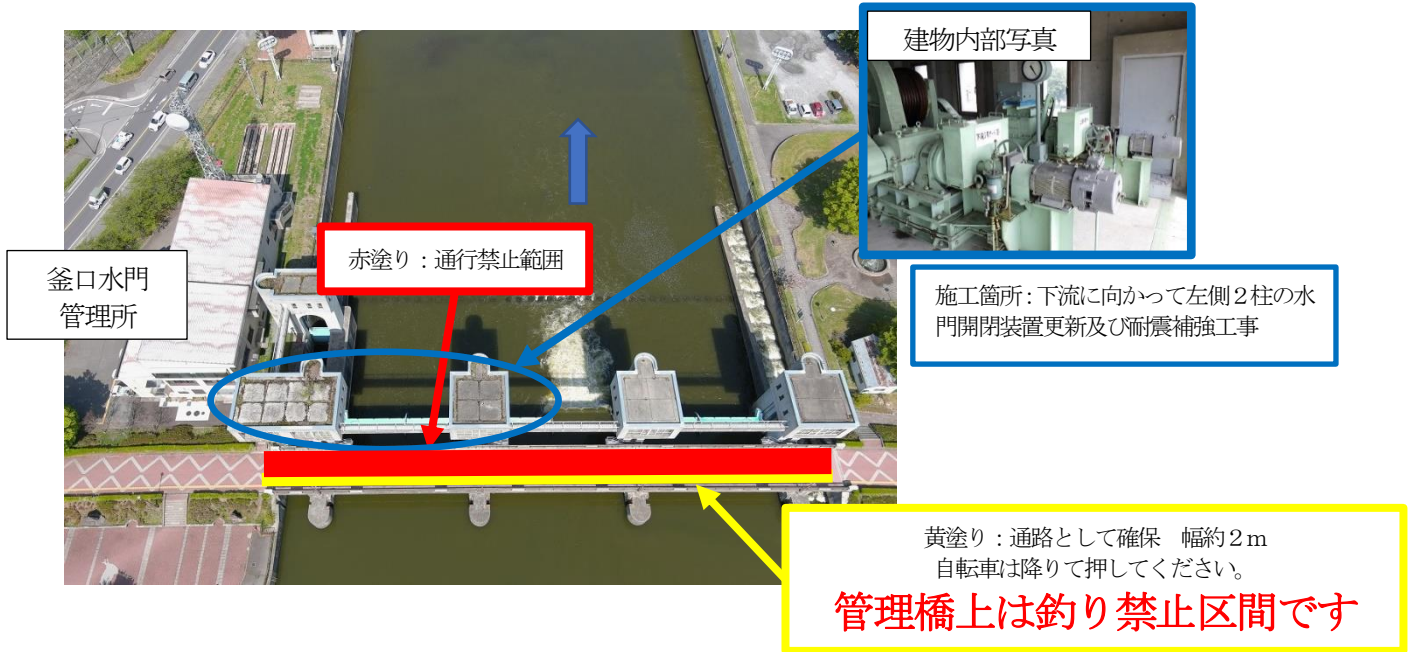 建物内部写真
釜口水門
管理所
赤塗り:通行禁止範囲
施工箇所:下流に向かって左側2柱の水
門開閉装置更新及び耐震補強工事
黄塗り:通路として確保 幅約2m
自転車は降りて押してください。
管理橋上は釣り禁止区間です